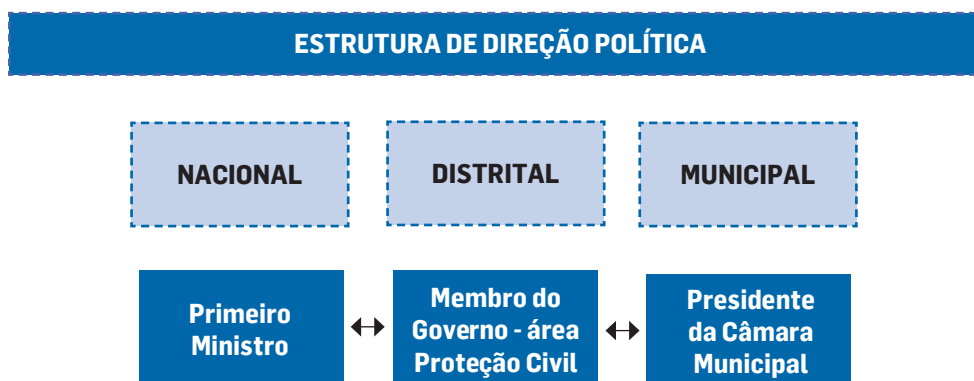 ESTRUTURA DE DIREÇÃO POLÍTICA
NACIONAL
DISTRITAL
MUNICIPAL
Primeiro
Ministro
Membro do
Governo - área
Proteção Civil
Presidente
da Câmara
Municipal